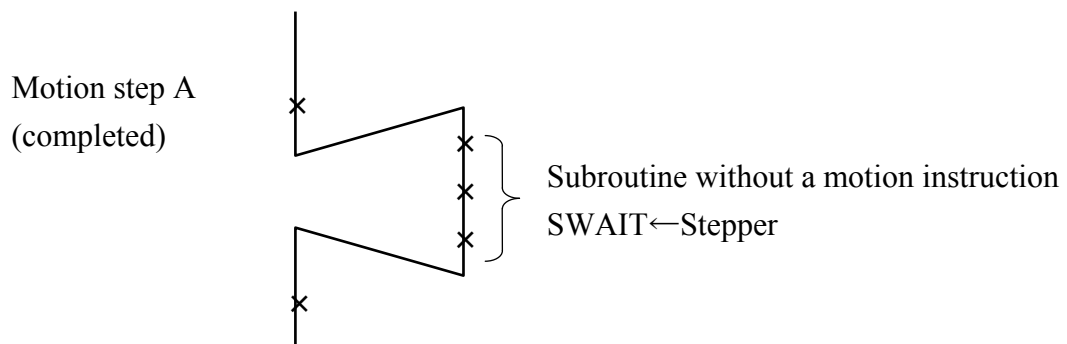 Motion step A
(completed)
Subroutine without a motion instruction
SWAIT←Stepper